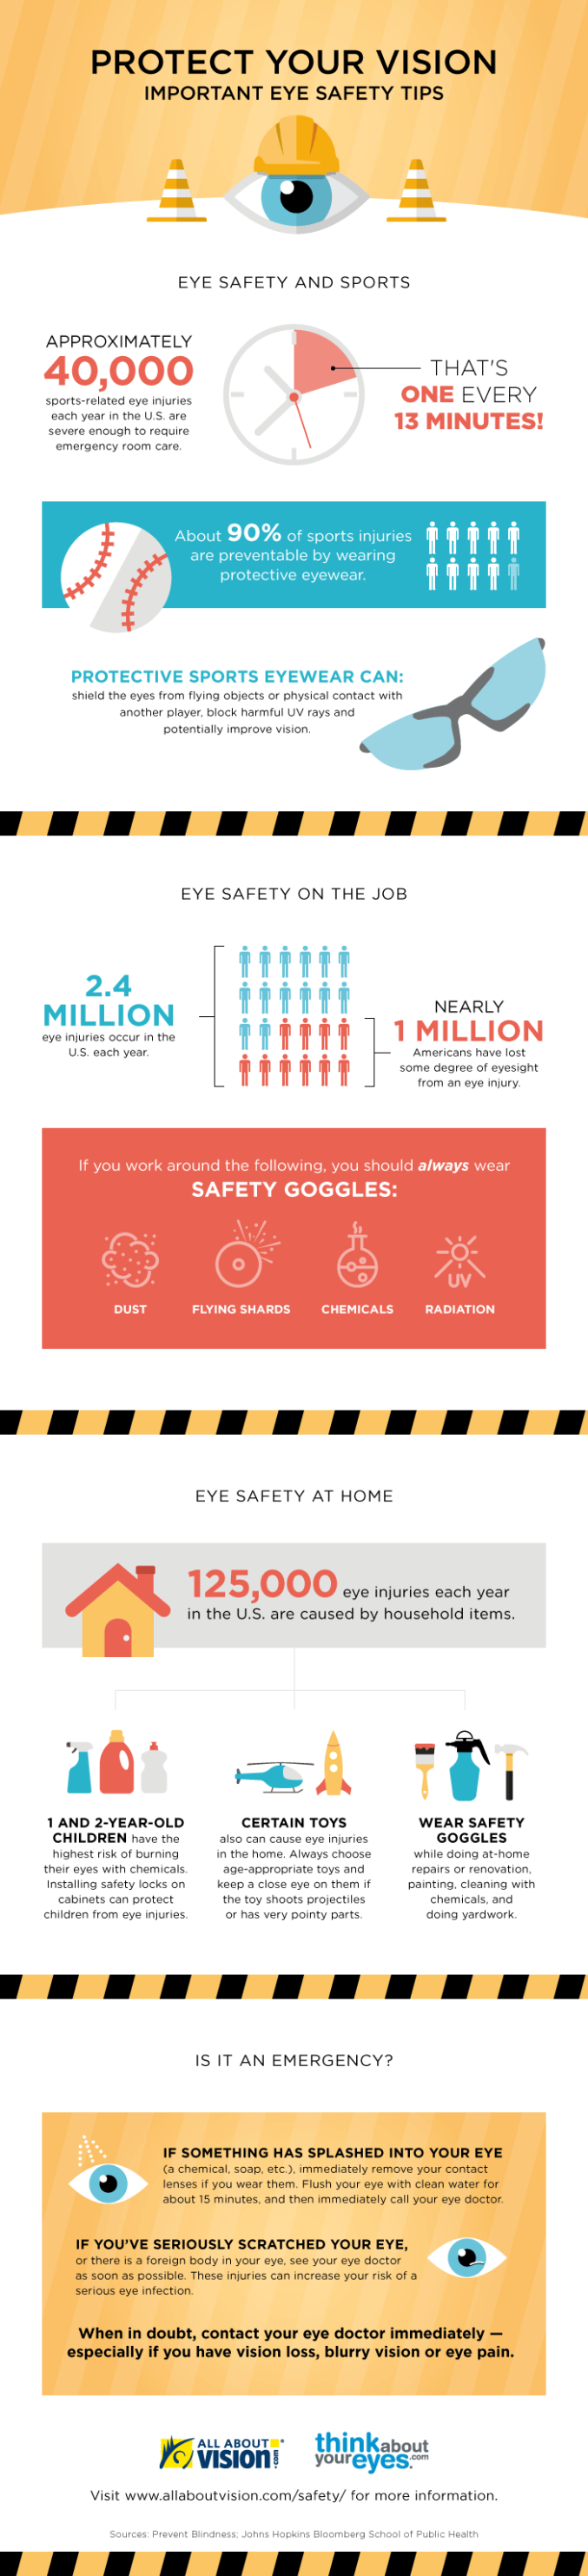 PROTECT YOUR VISION
IMPORTANT EYE SAFETY TIPS
EYE SAFETY AND SPORTS
APPROXIMATELY
40,000
sports-related eye injuries
each year in the U.S. are
severe enough to require
emergency room care.
THAT'S
ONE EVERY
13 MINUTES!
About 90% of sports injuries
are preventable by wearing
protective eyewear.
PROTECTIVE SPORTS EYEWEAR CAN:
shield the eyes from flying objects or physical contact with
another player, block harmful UV rays and
potentially improve vision.
EYE SAFETY ON THE JOB
2.4
MILLION
eye injuries occur in the
U.S. each year.
NEARLY
1 MILLION
Americans have lost
some degree of eyesight
from an eye injury.
If you work around the following, you should always wear
SAFETY GOGGLES:
UV
DUST
FLYING SHARDS
CHEMICALS
RADIATION
EYE SAFETY AT HOME
125,000 eye injuries each year
in the U.S. are caused by household items.
1 AND 2-YEAR-OLD
CHILDREN have the
highest risk of burning
their eyes with chemicals.
Installing safety locks on
cabinets can protect
children from eye injuries.
CERTAIN TOYS
also can cause eye injuries
in the home. Always choose
age-appropriate toys and
keep a close eye on them if
the toy shoots projectiles
or has very pointy parts.
WEAR SAFETY
GOGGLES
while doing at-home
repairs or renovation,
painting, cleaning with
chemicals, and
doing yardwork.
IS IT AN EMERGENCY?
IF SOMETHING HAS SPLASHED INTO YOUR EYE
(a chemical, soap, etc.), immediately remove your contact
lenses if you wear them. Flush your eye with clean water for
about 15 minutes, and then immediately call your eye doctor.
IF YOU'VE SERIOUSLY SCRATCHED YOUR EYE,
or there is a foreign body in your eye, see your eye doctor
as soon as possible. These injuries can increase your risk of a
serious eye infection.
When in doubt, contact your eye doctor immediately —
especially if you have vision loss, blurry vision or eye pain.
ALL ABOUT
VISION.com
thinkabout
youreyes.com
Visit www.allaboutvision.com/safety/ for more information.
Sources: Prevent Blindness; Johns Hopkins Bloomberg School of Public Health